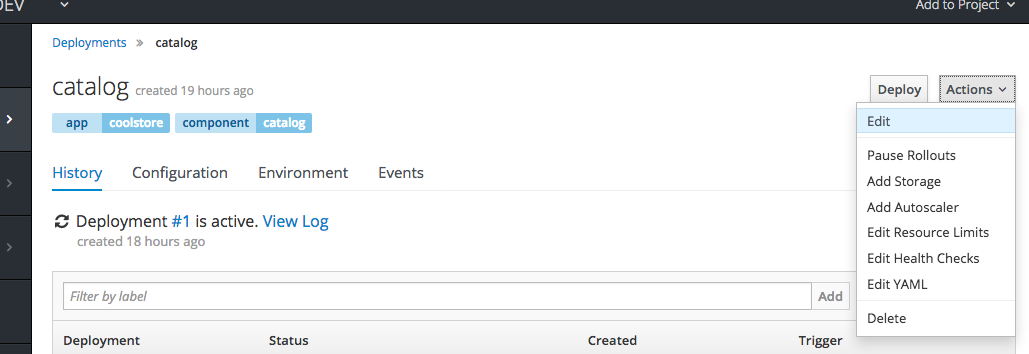 DEV
Add to Project
Deployments » catalog
catalog created 19 hours ago
Deploy
Actions
app coolstore component catalog
Edit
Pause Rollouts
Add Storage
Add Autoscaler
Edit Resource Limits
Edit Health Checks
Edit YAML
Delete
History Configuration Environment Events
Deployment #1 is active. View Log
created 18 hours ago
Filter by label
Add
Deployment Status Created Trigger